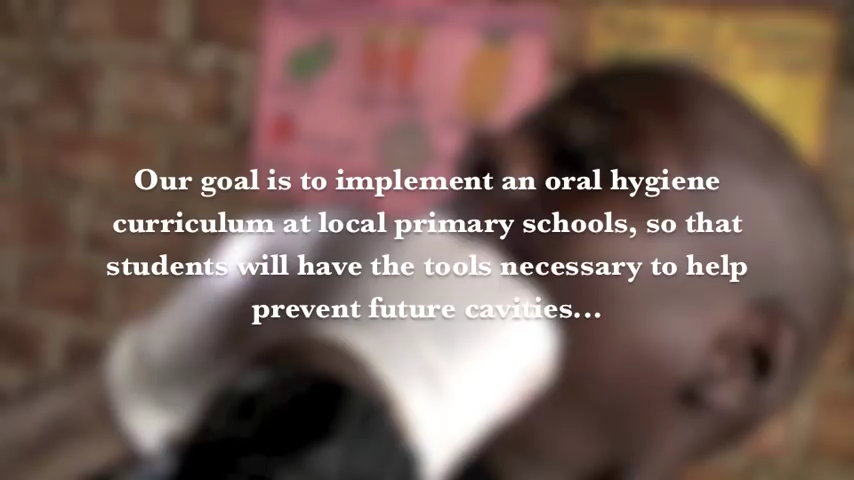 Our goal is to implement an oral hygiene
curriculum at local primary schools, so that
students will have the tools necessary to help
prevent future cavities...